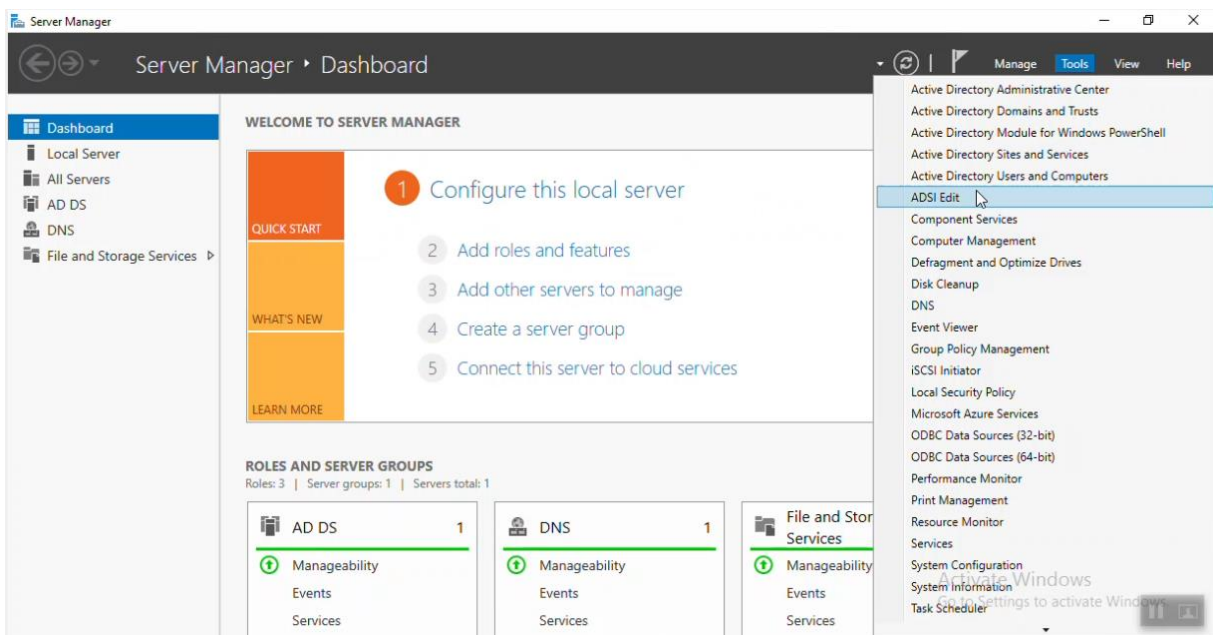 Server Manager
Server Manager ‣ Dashboard
Manage Tools View Help
Dashboard
Local Server
All Servers
AD DS
DNS
File and Storage Services
WELCOME TO SERVER MANAGER
QUICK START
WHAT'S NEW
LEARN MORE
1 Configure this local server
2 Add roles and features
3 Add other servers to manage
4 Create a server group
5 Connect this server to cloud services
ROLES AND SERVER GROUPS
Roles: 3 | Server groups: 1 | Servers total: 1
AD DS 1
Manageability
Events
Services
DNS 1
Manageability
Events
Services
File and Stor
Services
Manageability
Events
Services
Active Directory Administrative Center
Active Directory Domains and Trusts
Active Directory Module for Windows PowerShell
Active Directory Sites and Services
Active Directory Users and Computers
ADSI Edit
Component Services
Computer Management
Defragment and Optimize Drives
Disk Cleanup
DNS
Event Viewer
Group Policy Management
iSCSI Initiator
Local Security Policy
Microsoft Azure Services
ODBC Data Sources (32-bit)
ODBC Data Sources (64-bit)
Performance Monitor
Print Management
Resource Monitor
Services
System Configuration
System Information
Task Scheduler
Activate Windows
Go to Settings to activate Windows.